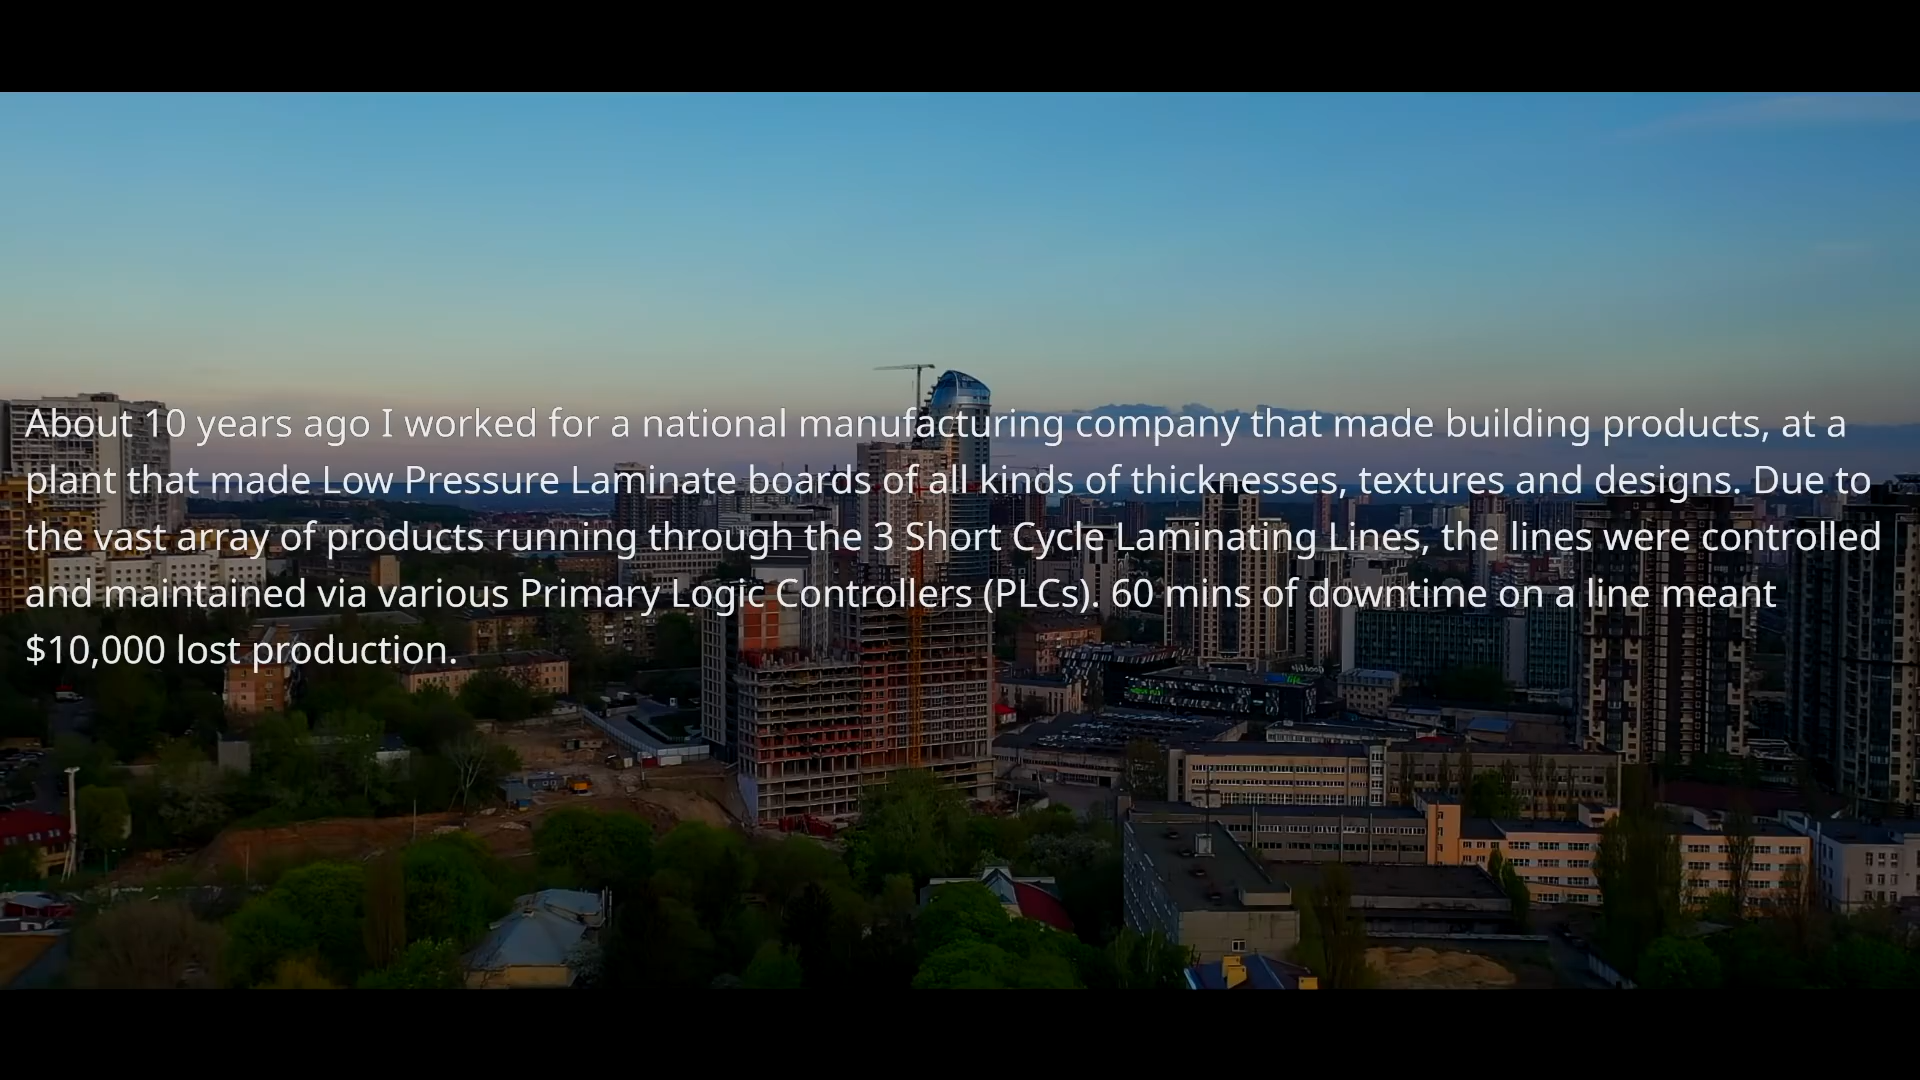 About 10 years ago I worked for a national manufacturing company that made building products, at a
plant that made Low Pressure Laminate boards of all kinds of thicknesses, textures and designs. Due to
the vast array of products running through the 3 Short Cycle Laminating Lines, the lines were controlled
and maintained via various Primary Logic Controllers (PLCs). 60 mins of downtime on a line meant
$10,000 lost production.